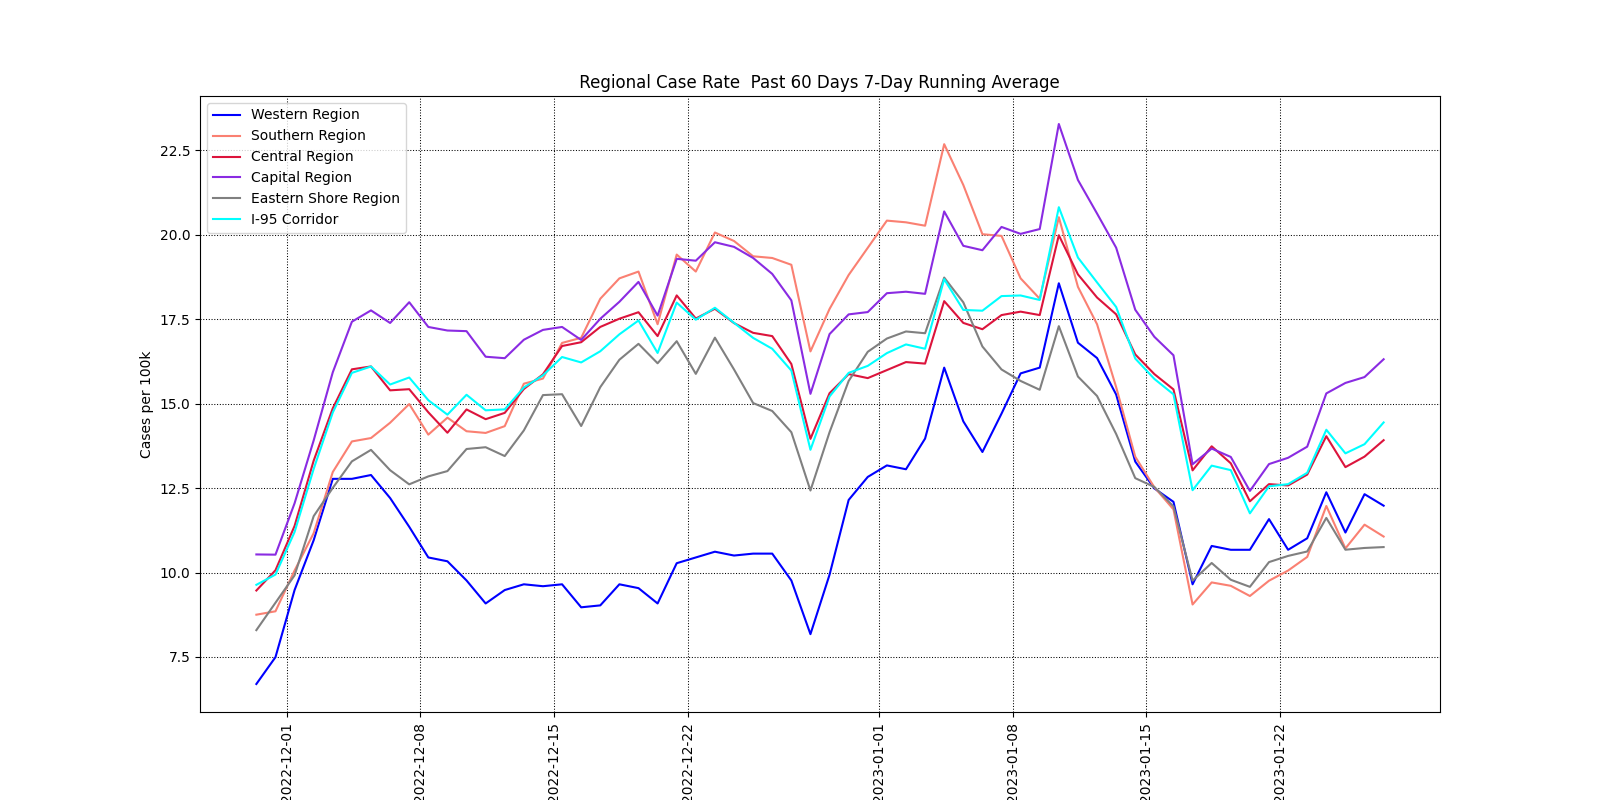 Regional Case Rate  Past 60 Days 7-Day Running Average
Western Region
Southern Region
Central Region
Capital Region
Eastern Shore Region
I-95 Corridor
Cases per 100k
22.5
20.0
17.5
15.0
12.5
10.0
7.5
2022-12-01
2022-12-08
2022-12-15
2022-12-22
2023-01-01
2023-01-08
2023-01-15
2023-01-22